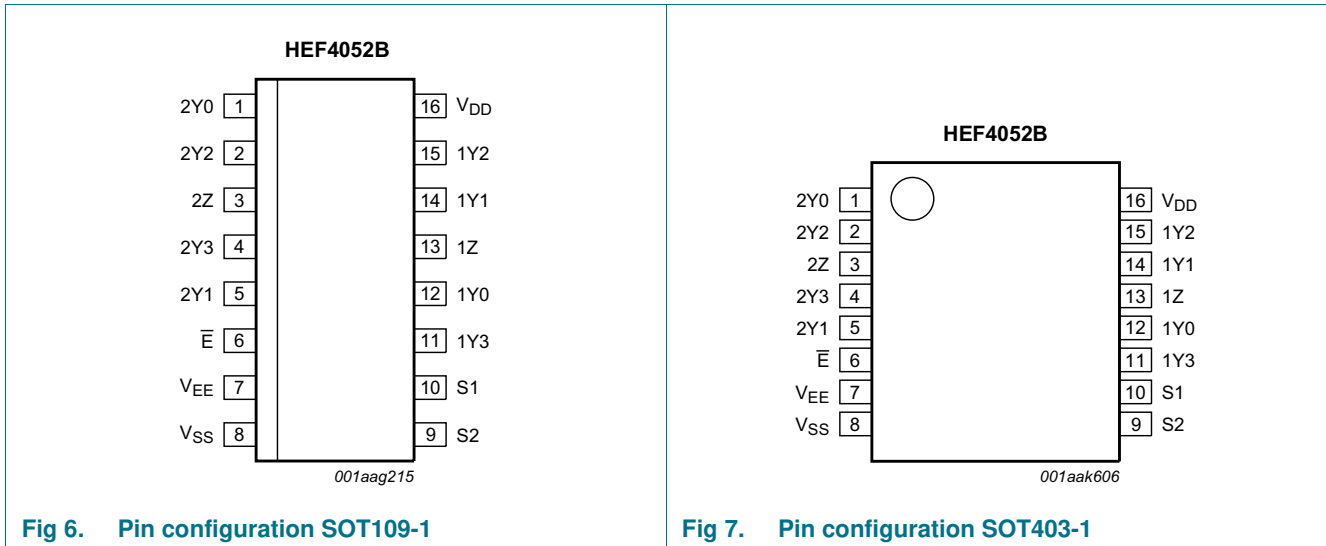 HEF4052B
2Y0 1 16 VDD
2Y2 2 15 1Y2
2Z 3 14 1Y1
2Y3 4 13 1Z
2Y1 5 12 1Y0
E̅ 6 11 1Y3
VEE 7 10 S1
VSS 8 9 S2
001aag215
Fig 6. Pin configuration SOT109-1
HEF4052B
2Y0 1 16 VDD
2Y2 2 15 1Y2
2Z 3 14 1Y1
2Y3 4 13 1Z
2Y1 5 12 1Y0
E̅ 6 11 1Y3
VEE 7 10 S1
VSS 8 9 S2
001aak606
Fig 7. Pin configuration SOT403-1